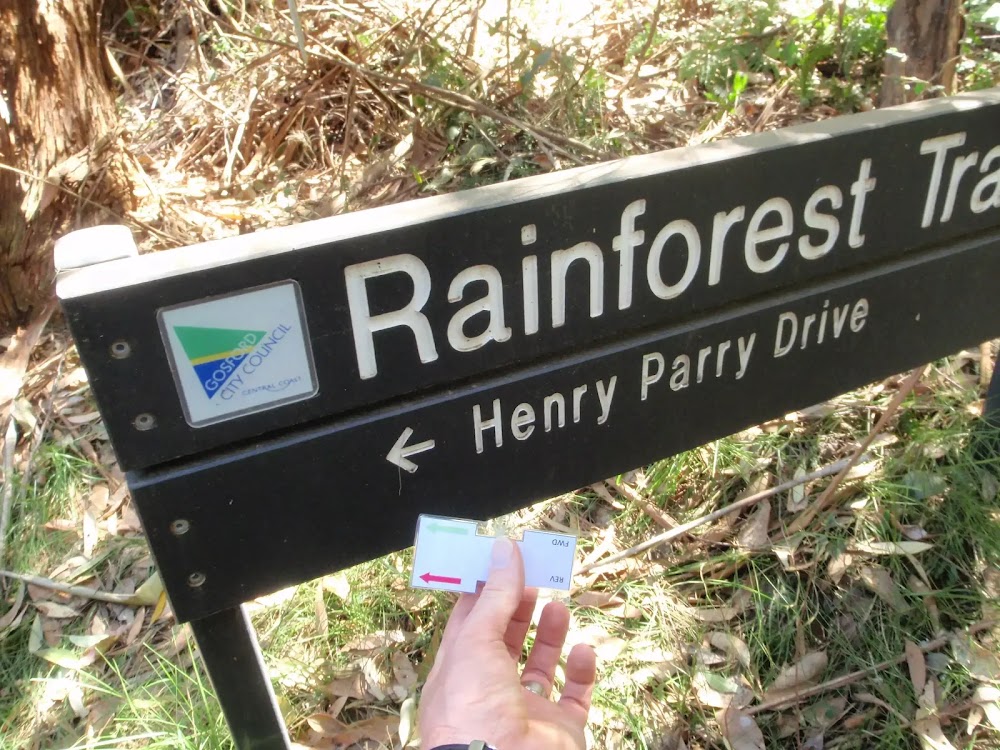 Rainforest Tra
GOSFORD
CITY COUNCIL
CENTRAL COAST
← Henry Parry Drive
FWD
REV